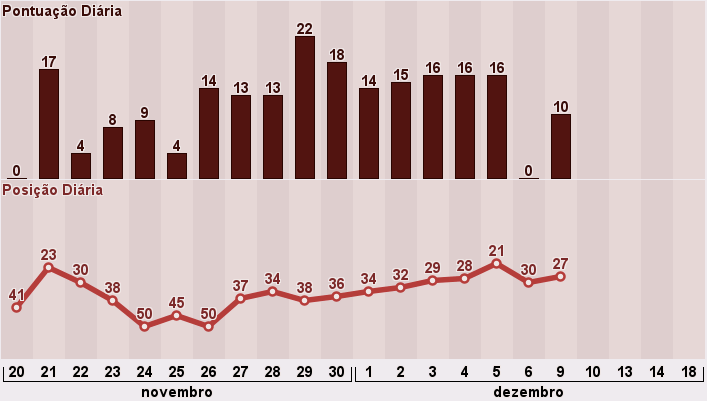 Pontuação Diária
0 17 4 8 9 4 14 13 13 22 18 14 15 16 16 16 0 10
Posição Diária
41 23 30 38 50 45 50 37 34 38 36 34 32 29 28 21 30 27
20 21 22 23 24 25 26 27 28 29 30 1 2 3 4 5 6 9 10 13 14 18
novembro dezembro